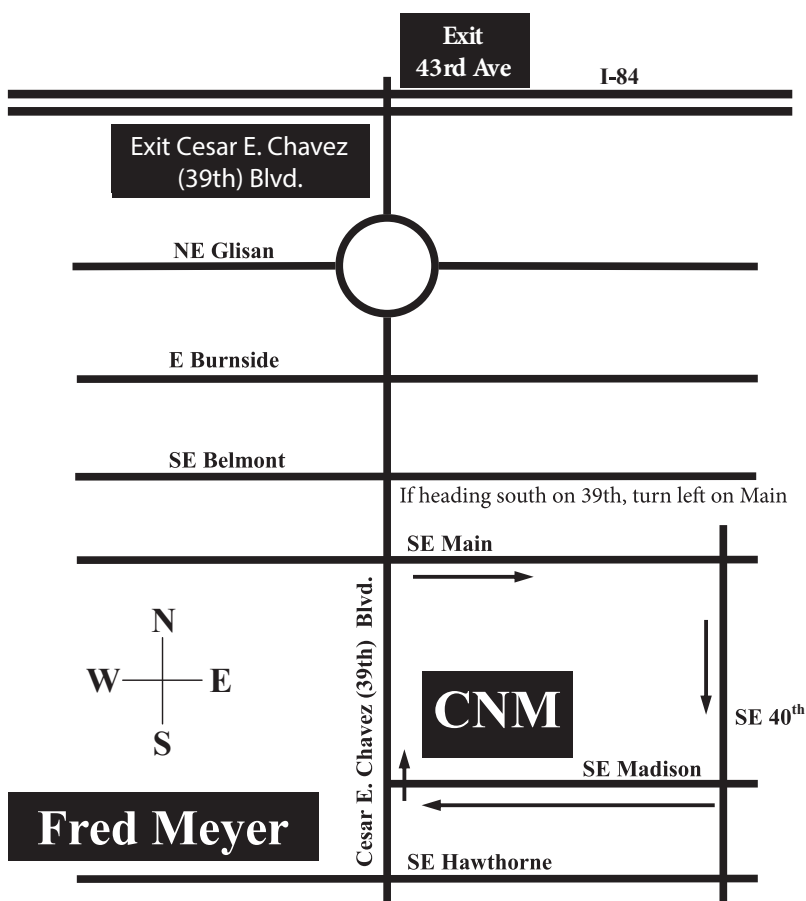 Exit
43rd Ave
I-84
Exit Cesar E. Chavez
(39th) Blvd.
NE Glisan
E Burnside
SE Belmont
If heading south on 39th, turn left on Main
SE Main
Cesar E. Chavez (39th) Blvd.
N
W E
S
CNM
SE 40th
SE Madison
Fred Meyer
SE Hawthorne